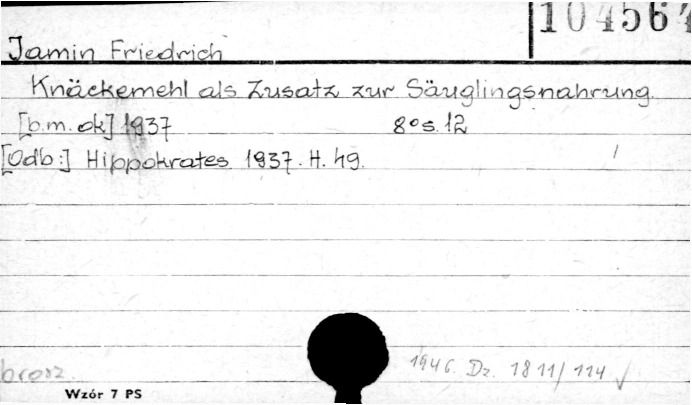 104564
Jamin Friedrich
Knäckemehl als Zusatz zur Säuglingsnahrung.
[b.m. ok] 1937 8° s. 12
[Odb:] Hippokrates 1937. H. 49.
brosz.
1946. Dz. 1811/114 √
Wzór 7 PS